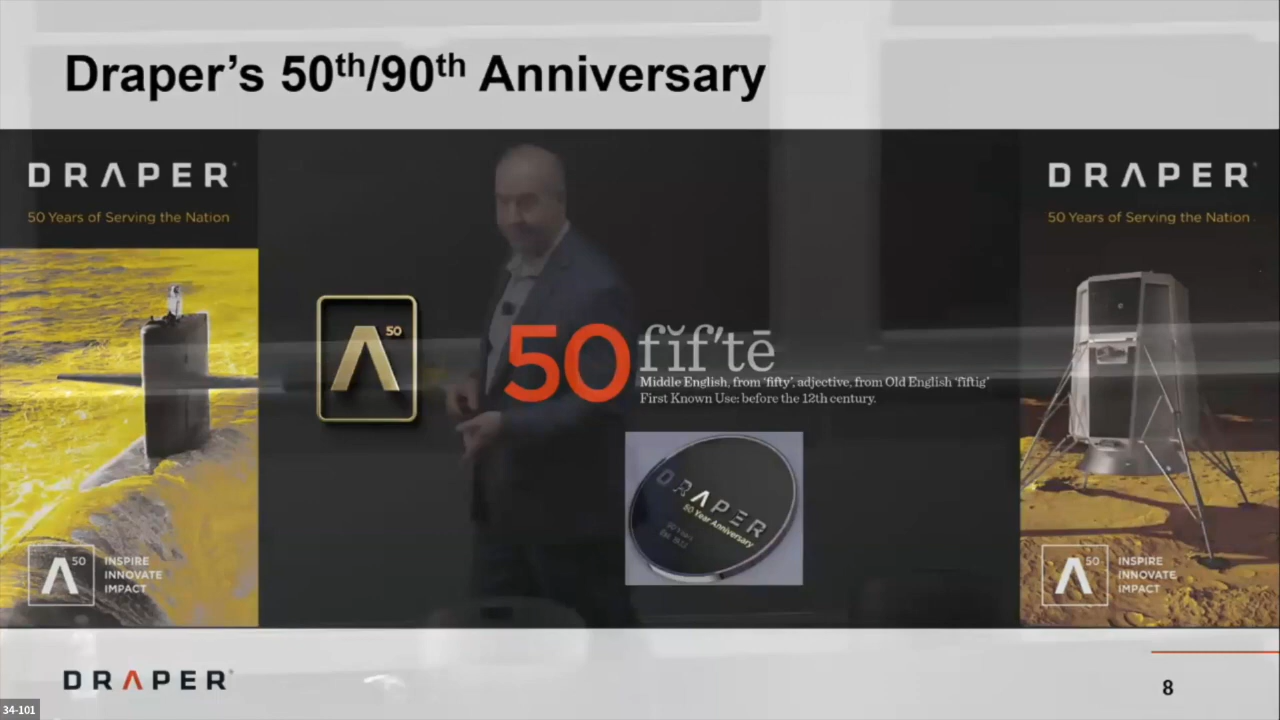 Draper's 50th/90th Anniversary
DRAPER
50 Years of Serving the Nation
50
INSPIRE
INNOVATE
IMPACT
50
50 fĭf′tē
Middle English, from 'fifty', adjective, from Old English 'fiftig'
First Known Use: before the 12th century.
DRAPER
50 Year Anniversary
DRAPER
50 Years of Serving the Nation
50
INSPIRE
INNOVATE
IMPACT
DRAPER
8
34-101